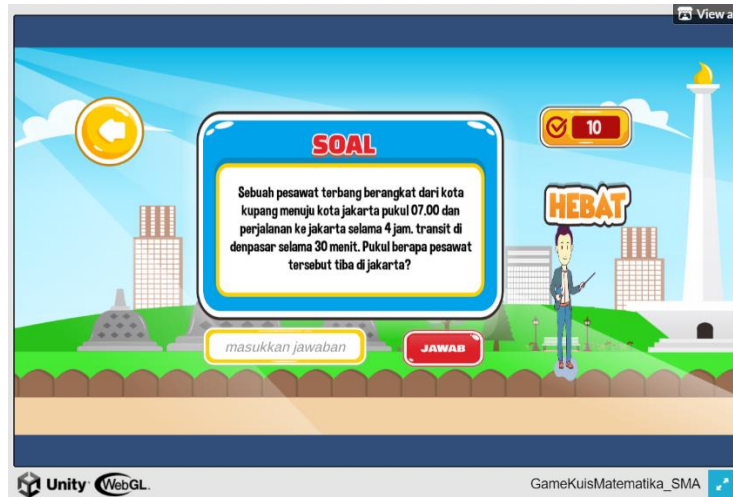 View a
SOAL
10
Sebuah pesawat terbang berangkat dari kota
kupang menuju kota jakarta pukul 07.00 dan
perjalanan ke jakarta selama 4 jam. transit di
denpasar selama 30 menit. Pukul berapa pesawat
tersebut tiba di jakarta?
HEBAT
masukkan jawaban
JAWAB
Unity WebGL.
GameKuisMatematika_SMA